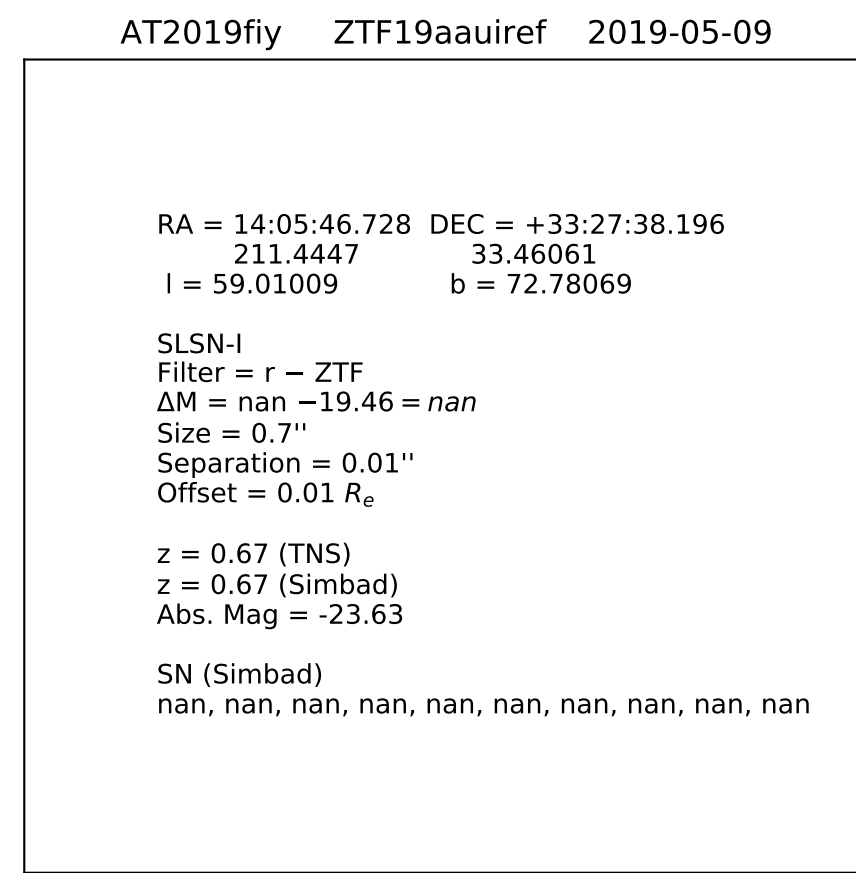 AT2019fiy ZTF19aauiref 2019-05-09
RA = 14:05:46.728 DEC = +33:27:38.196
211.4447 33.46061
l = 59.01009 b = 72.78069
SLSN-I
Filter = r − ZTF
ΔM = nan −19.46 = nan
Size = 0.7''
Separation = 0.01''
Offset = 0.01 Rₑ
z = 0.67 (TNS)
z = 0.67 (Simbad)
Abs. Mag = -23.63
SN (Simbad)
nan, nan, nan, nan, nan, nan, nan, nan, nan, nan